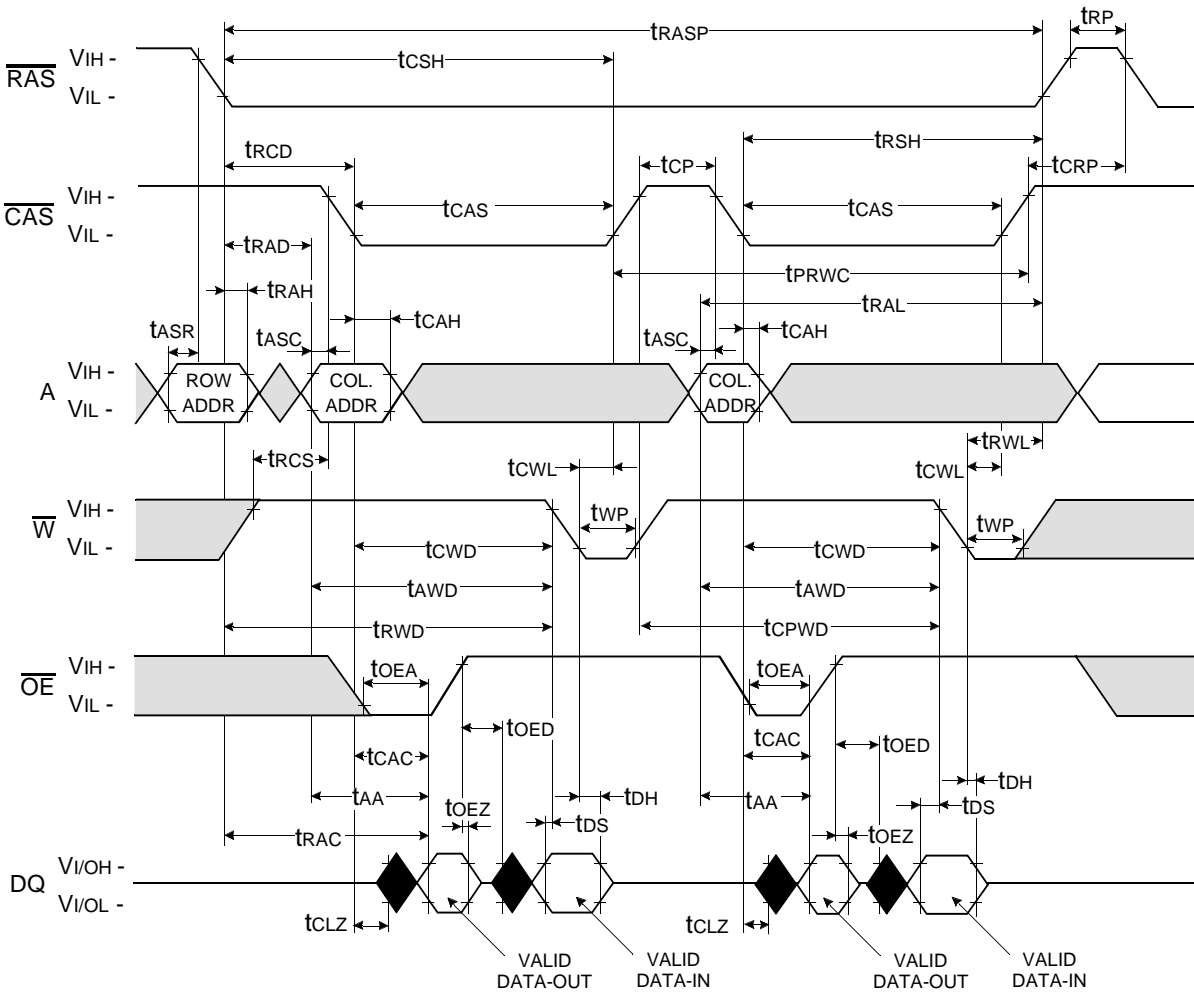 tRASP
tRP
RAS
VIH -
VIL -
tCSH
tRSH
tRCD
tCP
tCRP
CAS
VIH -
VIL -
tCAS
tCAS
tRAD
tPRWC
tRAH
tRAL
tASR
tASC
tCAH
tASC
tCAH
A
VIH -
VIL -
ROW
ADDR
COL.
ADDR
COL.
ADDR
tRWL
tRCS
tCWL
tCWL
W
VIH -
VIL -
tWP
tWP
tCWD
tCWD
tAWD
tAWD
tRWD
tCPWD
OE
VIH -
VIL -
tOEA
tOEA
tOED
tOED
tCAC
tCAC
tAA
tOEZ
tDH
tAA
tDH
tRAC
tDS
tOEZ
tDS
DQ
VI/OH -
VI/OL -
tCLZ
tCLZ
VALID
DATA-OUT
VALID
DATA-IN
VALID
DATA-OUT
VALID
DATA-IN